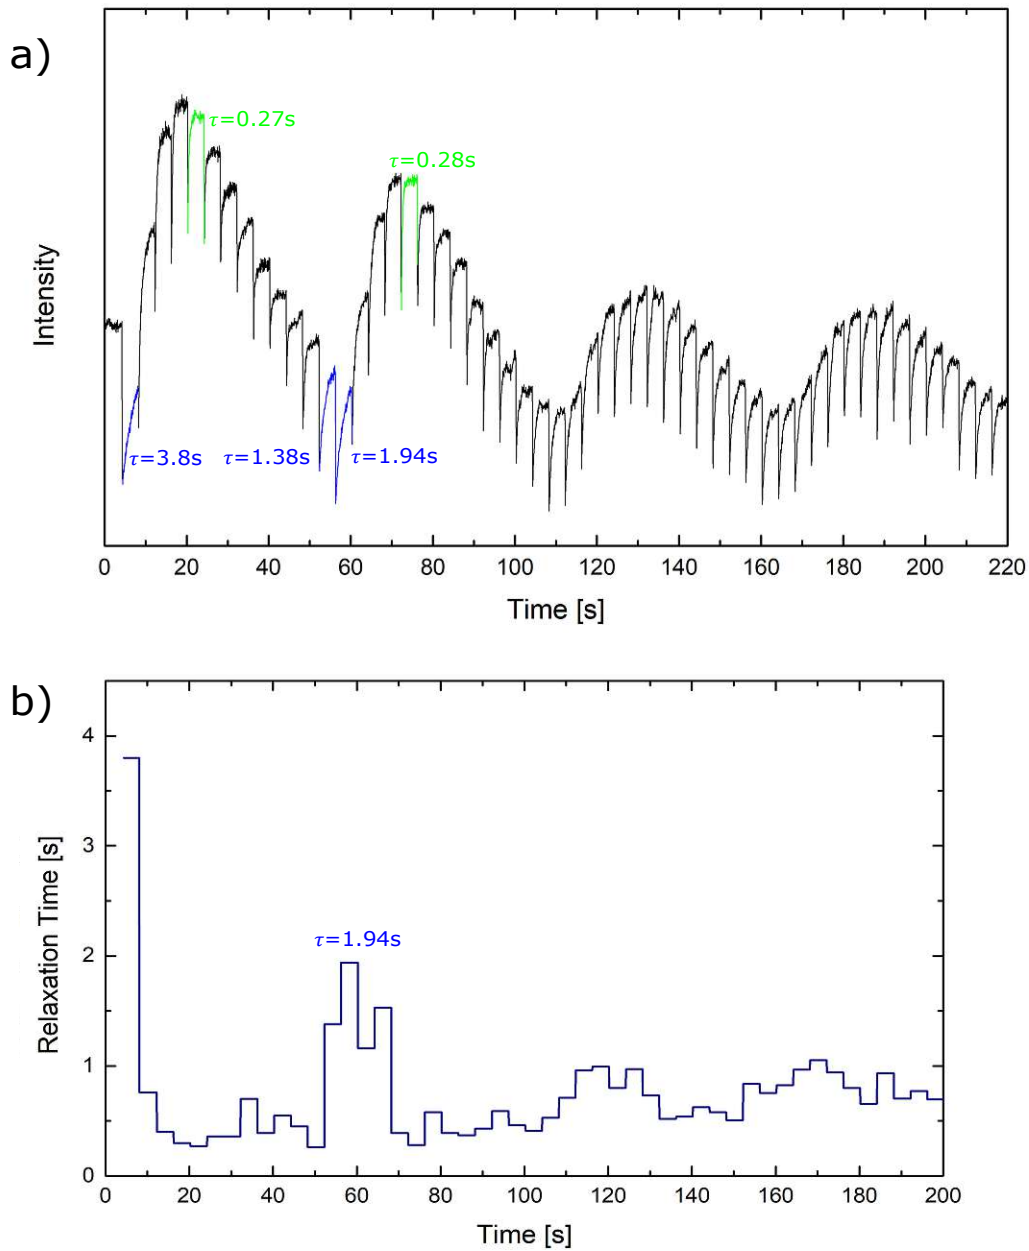 a)
τ=0.27s
τ=0.28s
Intensity
τ=3.8s
τ=1.38s
τ=1.94s
0 20 40 60 80 100 120 140 160 180 200 220
Time [s]
b)
4
3
2
1
0
τ=1.94s
Relaxation Time [s]
0 20 40 60 80 100 120 140 160 180 200
Time [s]